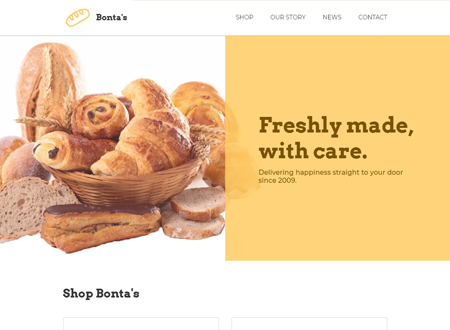 Bonta's
SHOP
OUR STORY
NEWS
CONTACT
Freshly made,
with care.
Delivering happiness straight to your door
since 2009.
Shop Bonta's